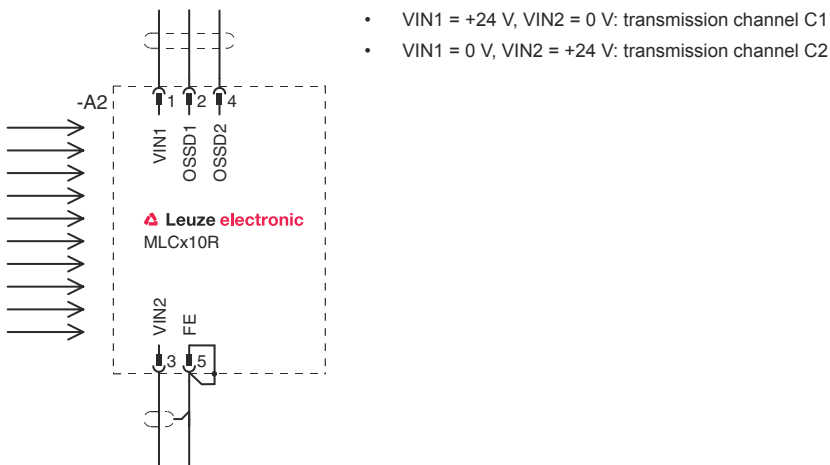 • VIN1 = +24 V, VIN2 = 0 V: transmission channel C1
• VIN1 = 0 V, VIN2 = +24 V: transmission channel C2
-A2
1 2 4
VIN1
OSSD1
OSSD2
Leuze electronic
MLCx10R
VIN2
FE
3 5